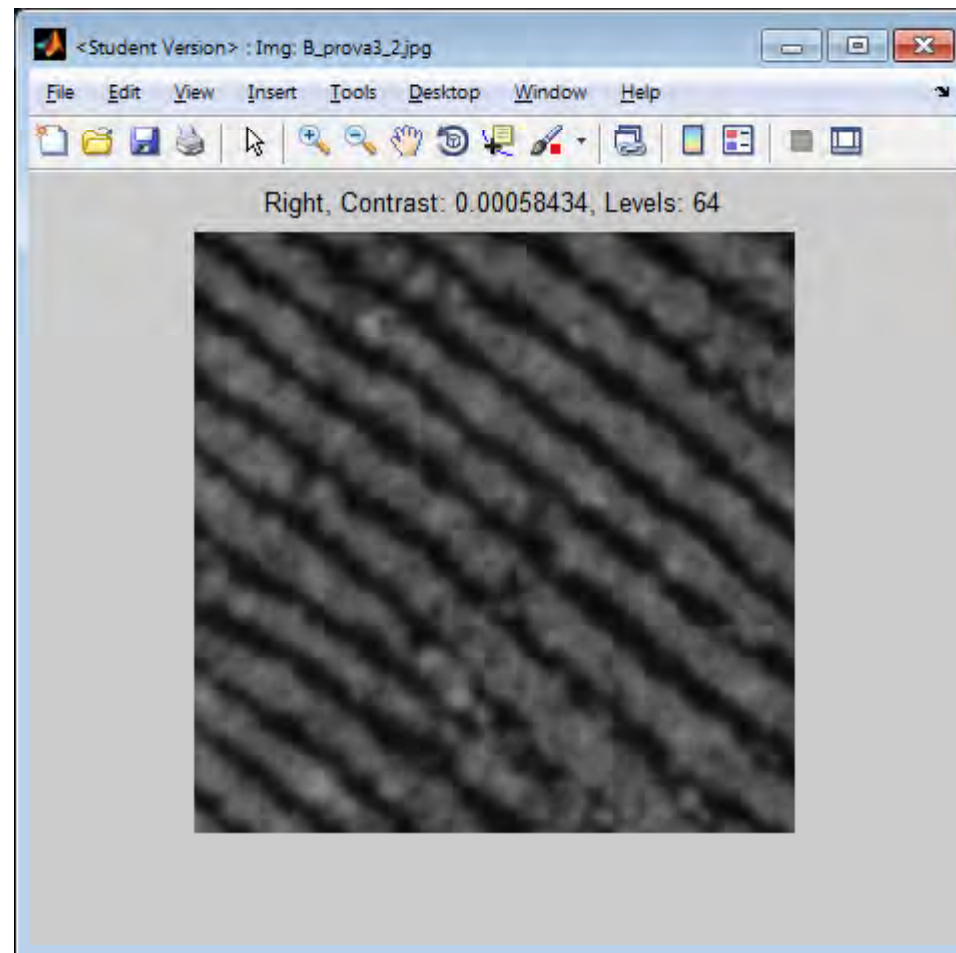 <Student Version> : Img: B_prova3_2.jpg
File Edit View Insert Tools Desktop Window Help
Right, Contrast: 0.00058434, Levels: 64